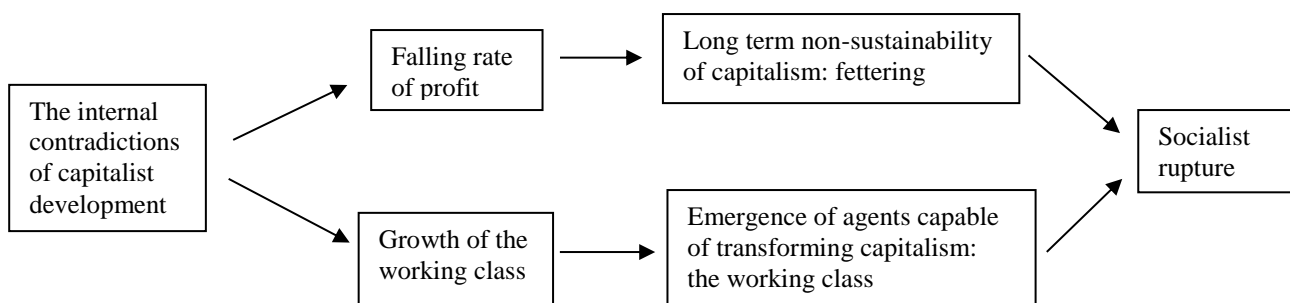 The internal
contradictions
of capitalist
development
Falling rate
of profit
Long term non-sustainability
of capitalism: fettering
Growth of the
working class
Emergence of agents capable
of transforming capitalism:
the working class
Socialist
rupture